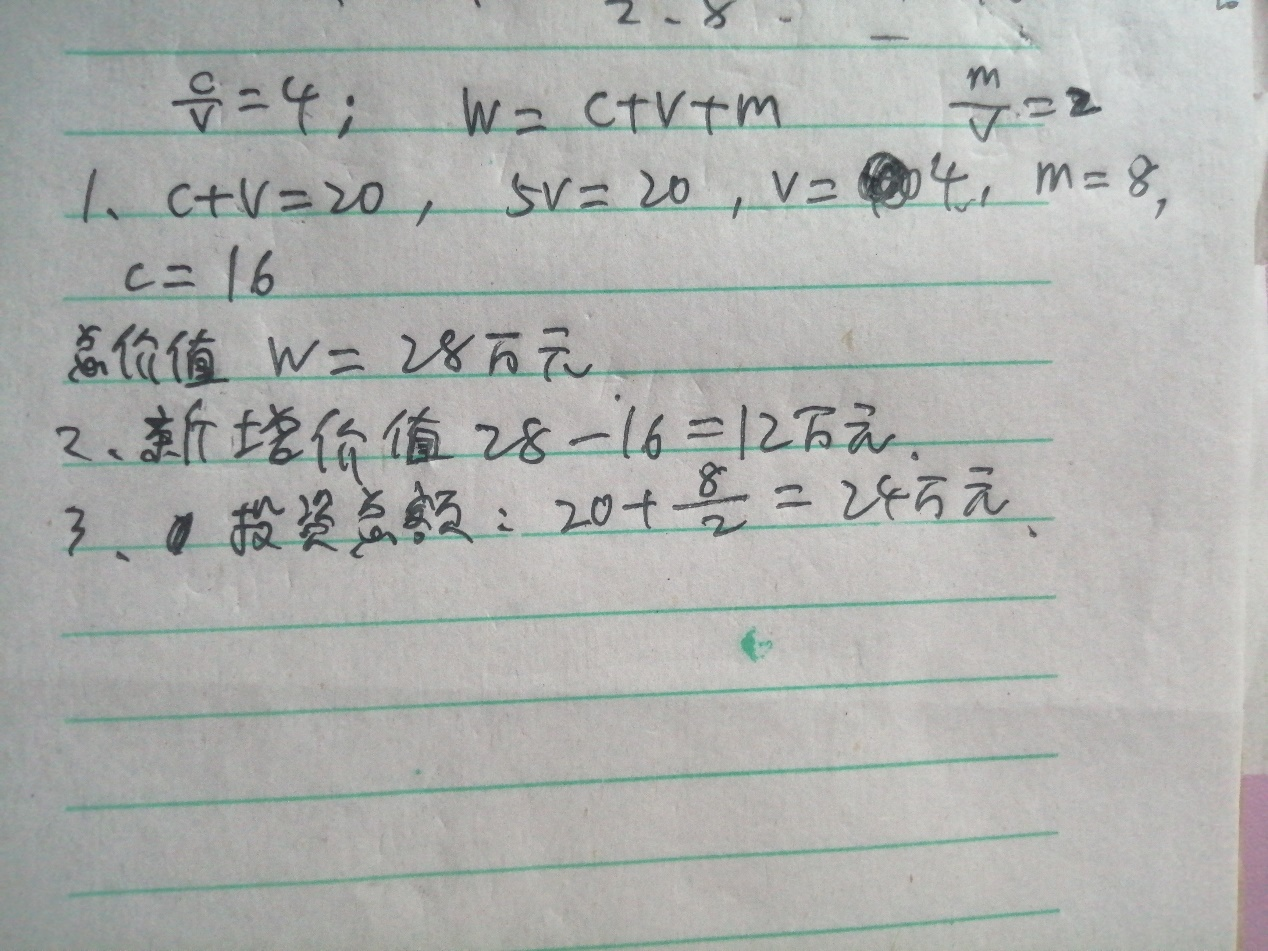 2 - 8 -
c/v=4; W= c+v+m m/v=2
1、c+v=20, 5v=20, v=4, m=8,
c=16
总价值 W=28万元
2、新增价值 28-16=12万元.
3、投资总额: 20+8/2=24万元.